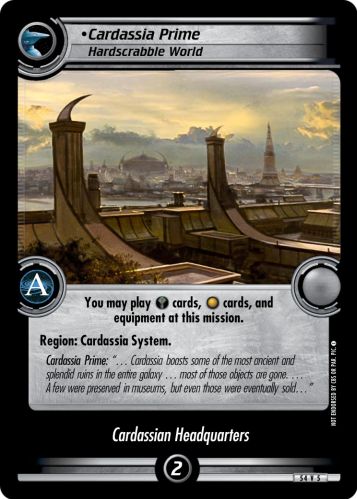 •Cardassia Prime
Hardscrabble World
A
You may play cards, cards, and
equipment at this mission.
Region: Cardassia System.
Cardassia Prime: “… Cardassia boasts some of the most ancient and
splendid ruins in the entire galaxy … most of those objects are gone. …
A few were preserved in museums, but even those were eventually sold…”
NOT ENDORSED BY CBS OR PAR. PIC
Cardassian Headquarters
2
54 V 5